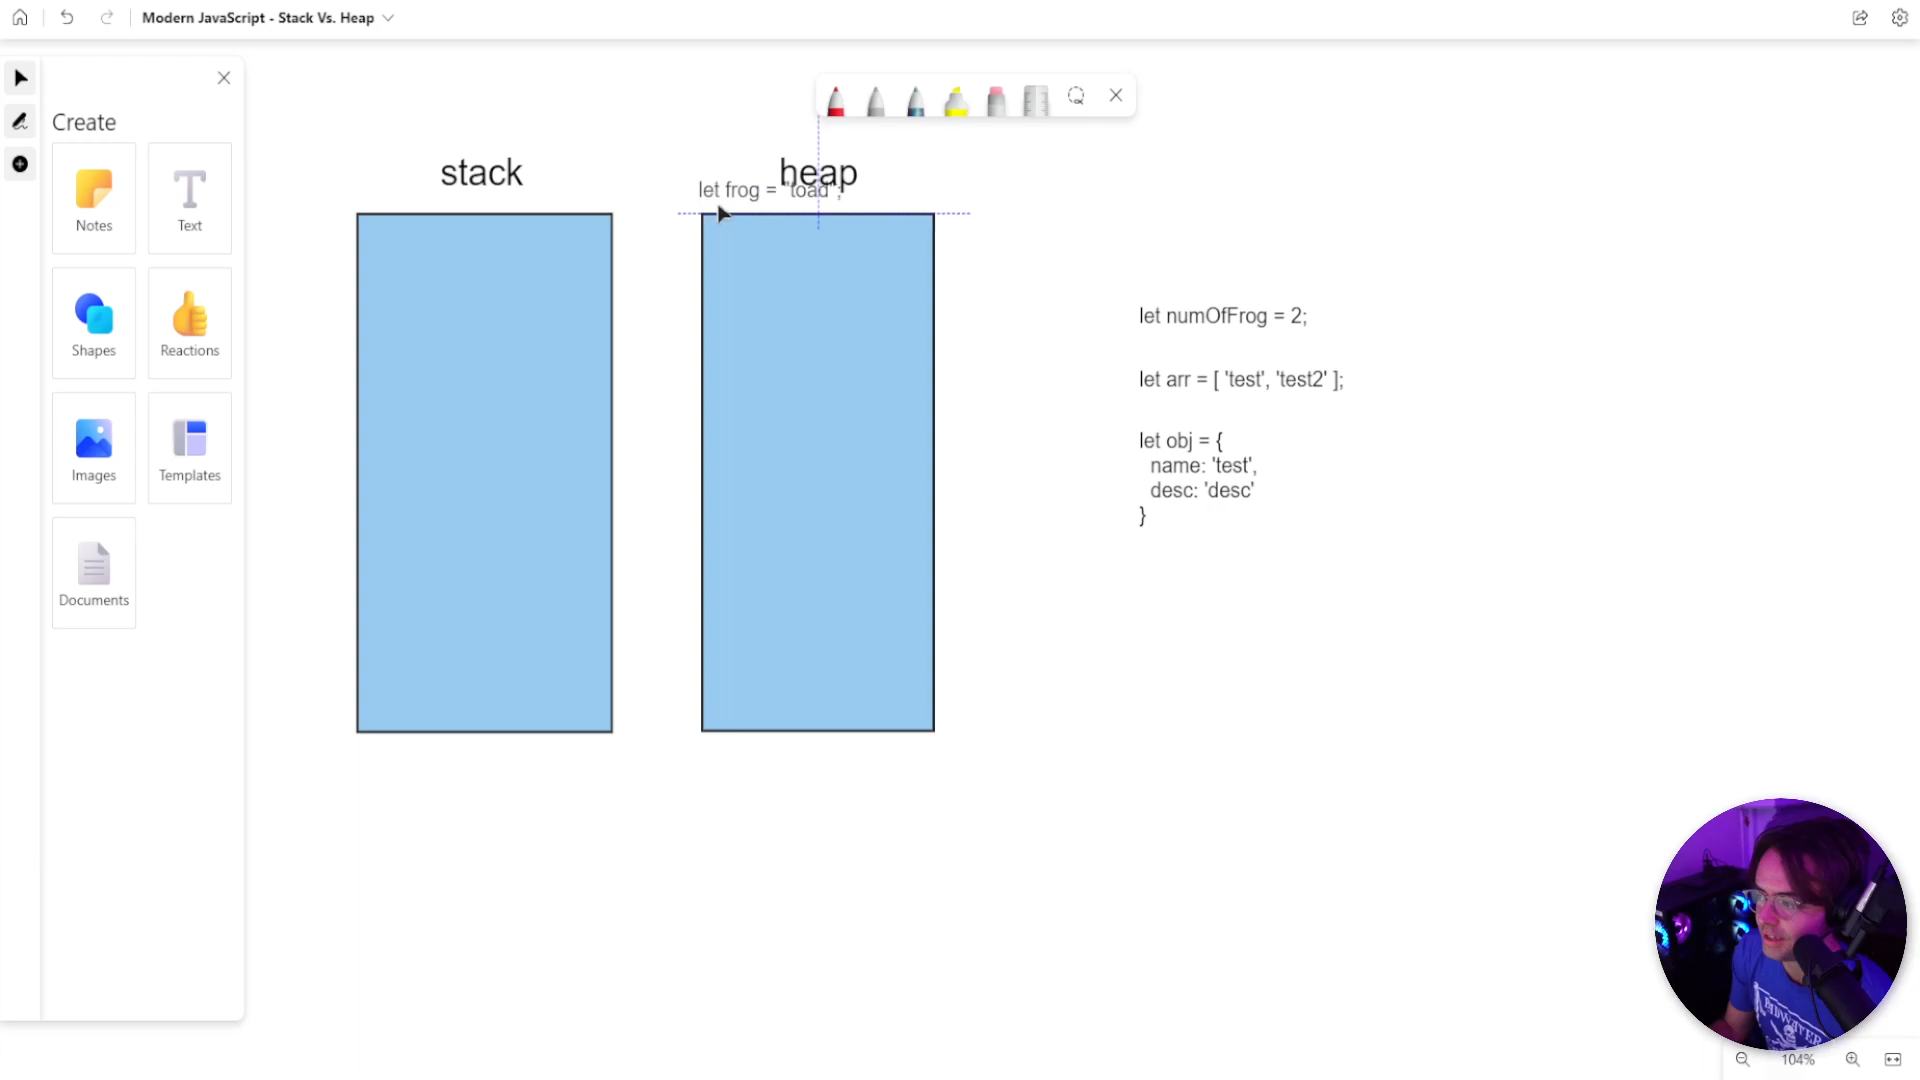 Modern JavaScript - Stack Vs. Heap
Create
Notes
Text
Shapes
Reactions
Images
Templates
Documents
stack
heap
let frog = "toad";
let numOfFrog = 2;
let arr = [ 'test', 'test2' ];
let obj = {
name: 'test',
desc: 'desc'
}
104%